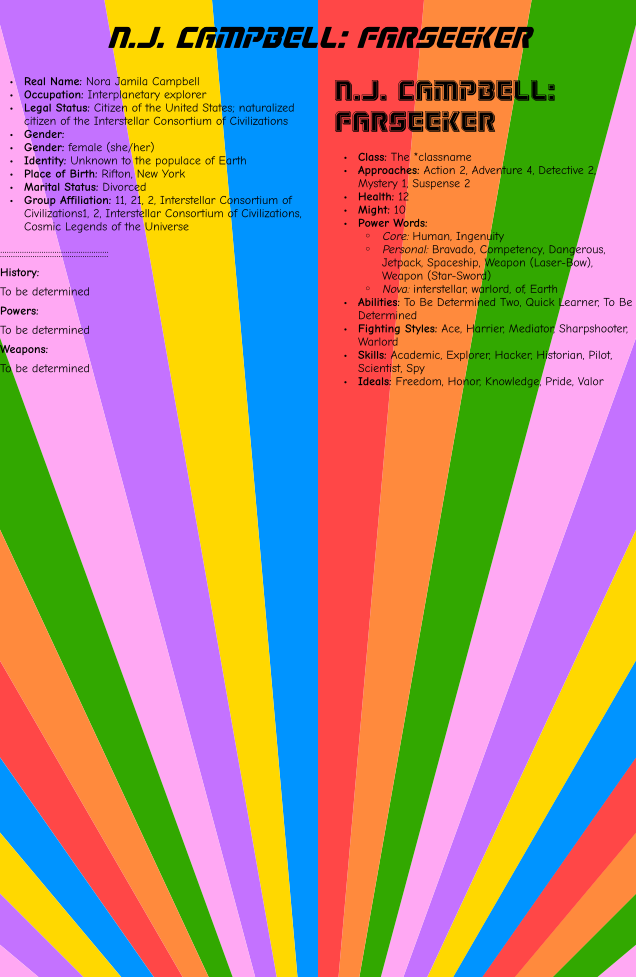 N.J. CAMPBELL: FARSEEKER
• Real Name: Nora Jamila Campbell
• Occupation: Interplanetary explorer
• Legal Status: Citizen of the United States; naturalized
citizen of the Interstellar Consortium of Civilizations
• Gender:
• Gender: female (she/her)
• Identity: Unknown to the populace of Earth
• Place of Birth: Rifton, New York
• Marital Status: Divorced
• Group Affiliation: 11, 21, 2, Interstellar Consortium of
Civilizations1, 2, Interstellar Consortium of Civilizations,
Cosmic Legends of the Universe
History:
To be determined
Powers:
To be determined
Weapons:
To be determined
N.J. CAMPBELL:
FARSEEKER
• Class: The *classname
• Approaches: Action 2, Adventure 4, Detective 2,
Mystery 1, Suspense 2
• Health: 12
• Might: 10
• Power Words:
◦ Core: Human, Ingenuity
◦ Personal: Bravado, Competency, Dangerous,
Jetpack, Spaceship, Weapon (Laser-Bow),
Weapon (Star-Sword)
◦ Nova: interstellar, warlord, of, Earth
• Abilities: To Be Determined Two, Quick Learner, To Be
Determined
• Fighting Styles: Ace, Harrier, Mediator, Sharpshooter,
Warlord
• Skills: Academic, Explorer, Hacker, Historian, Pilot,
Scientist, Spy
• Ideals: Freedom, Honor, Knowledge, Pride, Valor